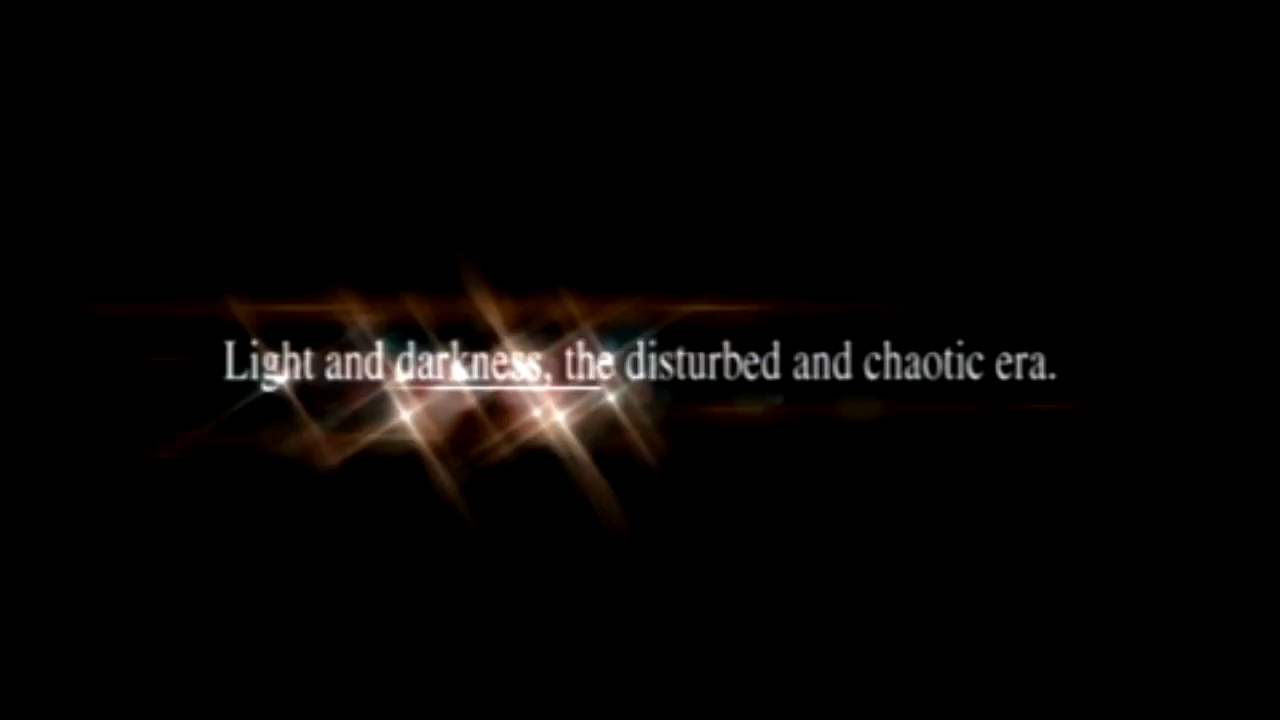 Light and darkness, the disturbed and chaotic era.